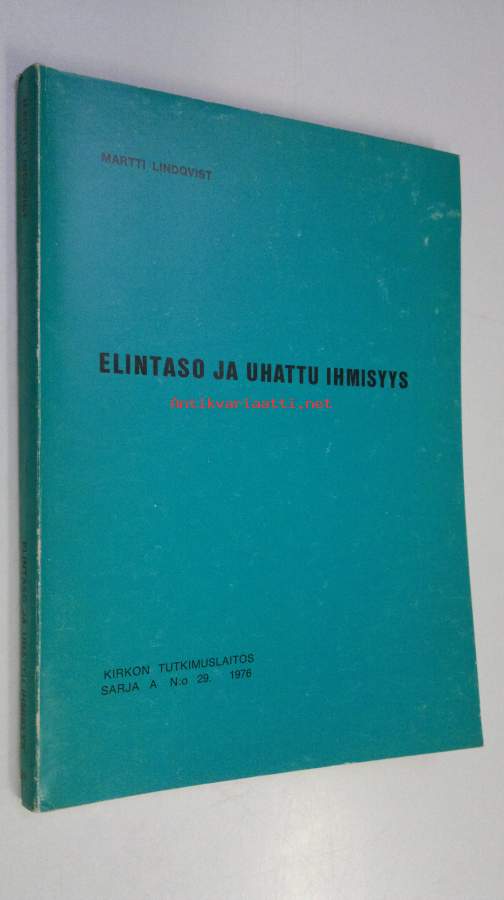 MARTTI LINDQVIST
ELINTASO JA UHATTU IHMISYYS
Antikvariaatti.net
KIRKON TUTKIMUSLAITOS
SARJA A N:o 29. 1976